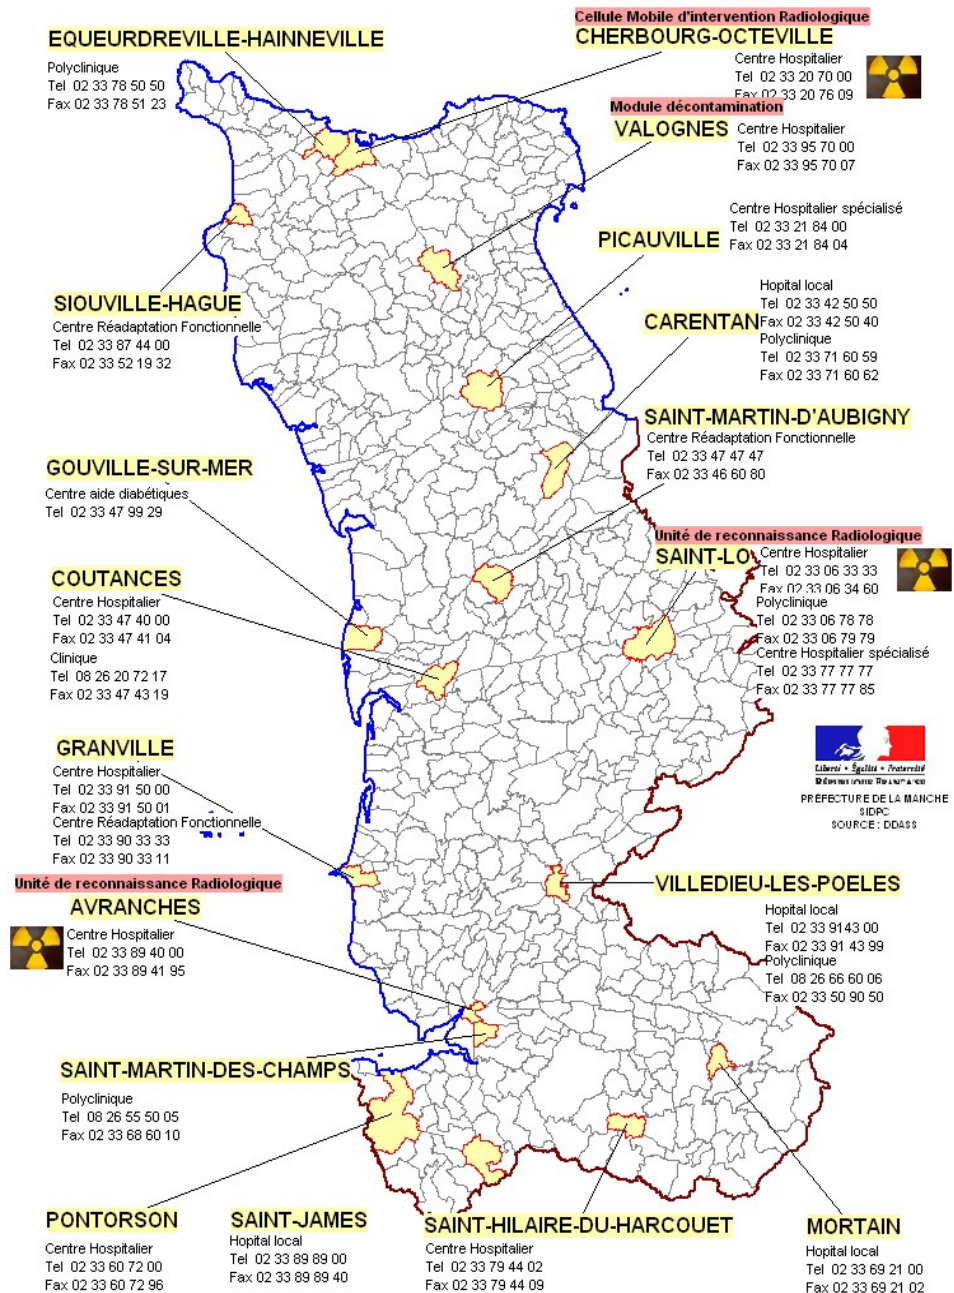 Cellule Mobile d'intervention Radiologique
CHERBOURG-OCTEVILLE
Centre Hospitalier
Tel 02 33 20 70 00
Fax 02 33 20 76 09
EQUEURDREVILLE-HAINNEVILLE
Polyclinique
Tel 02 33 78 50 50
Fax 02 33 78 51 23
Module décontamination
VALOGNES
Centre Hospitalier
Tel 02 33 95 70 00
Fax 02 33 95 70 07
PICAUVILLE
Centre Hospitalier spécialisé
Tel 02 33 21 84 00
Fax 02 33 21 84 04
SIOUVILLE-HAGUE
Centre Réadaptation Fonctionnelle
Tel 02 33 87 44 00
Fax 02 33 52 19 32
CARENTAN
Hopital local
Tel 02 33 42 50 50
Fax 02 33 42 50 40
Polyclinique
Tel 02 33 71 60 59
Fax 02 33 71 60 62
SAINT-MARTIN-D'AUBIGNY
Centre Réadaptation Fonctionnelle
Tel 02 33 47 47 47
Fax 02 33 46 60 80
GOUVILLE-SUR-MER
Centre aide diabétiques
Tel 02 33 47 99 29
Unité de reconnaissance Radiologique
SAINT-LO
Centre Hospitalier
Tel 02 33 06 33 33
Fax 02 33 06 34 60
Polyclinique
Tel 02 33 06 78 78
Fax 02 33 06 79 79
Centre Hospitalier spécialisé
Tel 02 33 77 77 77
Fax 02 33 77 77 85
COUTANCES
Centre Hospitalier
Tel 02 33 47 40 00
Fax 02 33 47 41 04
Clinique
Tel 08 26 20 72 17
Fax 02 33 47 43 19
Liberté • Égalité • Fraternité
RÉPUBLIQUE FRANÇAISE
PREFECTURE DE LA MANCHE
SIDPC
SOURCE : DDASS
GRANVILLE
Centre Hospitalier
Tel 02 33 91 50 00
Fax 02 33 91 50 01
Centre Réadaptation Fonctionnelle
Tel 02 33 90 33 33
Fax 02 33 90 33 11
Unité de reconnaissance Radiologique
AVRANCHES
Centre Hospitalier
Tel 02 33 89 40 00
Fax 02 33 89 41 95
VILLEDIEU-LES-POELES
Hopital local
Tel 02 33 9143 00
Fax 02 33 91 43 99
Polyclinique
Tel 08 26 66 60 06
Fax 02 33 50 90 50
SAINT-MARTIN-DES-CHAMPS
Polyclinique
Tel 08 26 55 50 05
Fax 02 33 68 60 10
PONTORSON
Centre Hospitalier
Tel 02 33 60 72 00
Fax 02 33 60 72 96
SAINT-JAMES
Hopital local
Tel 02 33 89 89 00
Fax 02 33 89 89 40
SAINT-HILAIRE-DU-HARCOUET
Centre Hospitalier
Tel 02 33 79 44 02
Fax 02 33 79 44 09
MORTAIN
Hopital local
Tel 02 33 69 21 00
Fax 02 33 69 21 02